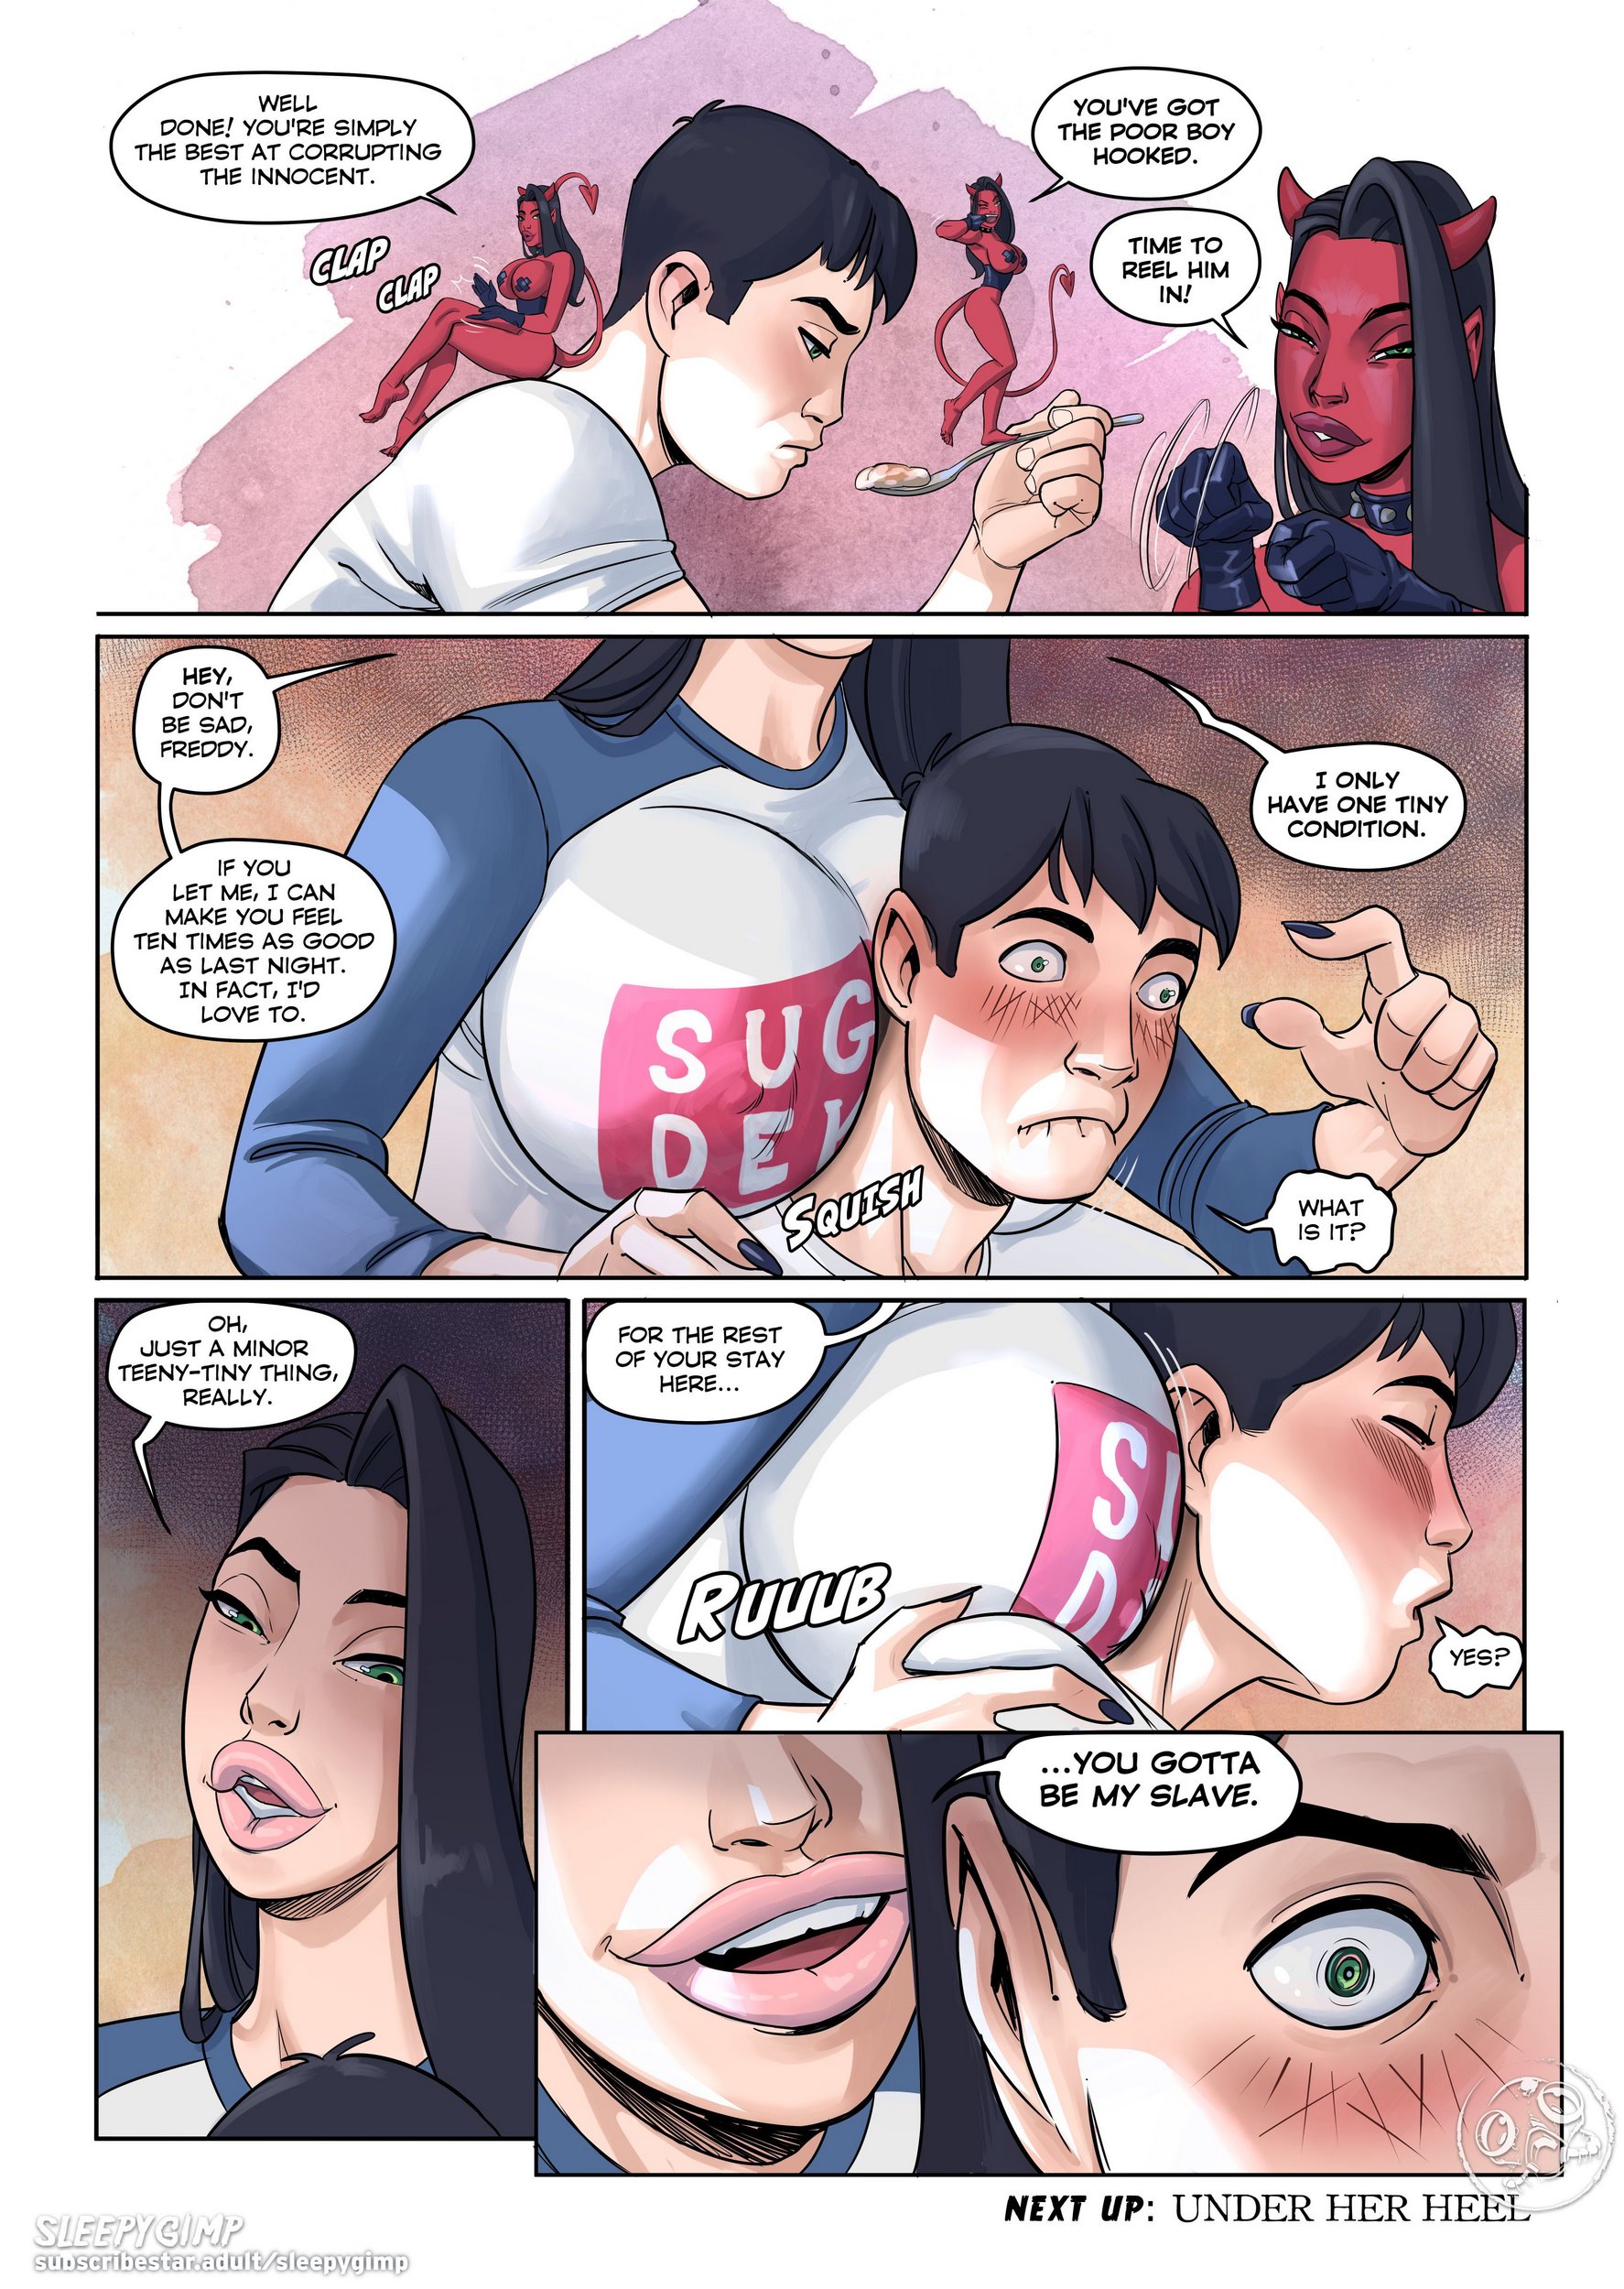 WELL
DONE! YOU'RE SIMPLY
THE BEST AT CORRUPTING
THE INNOCENT.
CLAP
CLAP
YOU'VE GOT
THE POOR BOY
HOOKED.
TIME TO
REEL HIM
IN!
HEY,
DON'T
BE SAD,
FREDDY.
IF YOU
LET ME, I CAN
MAKE YOU FEEL
TEN TIMES AS GOOD
AS LAST NIGHT.
IN FACT, I'D
LOVE TO.
I ONLY
HAVE ONE TINY
CONDITION.
SUG
DE
SQUISH
WHAT
IS IT?
OH,
JUST A MINOR
TEENY-TINY THING,
REALLY.
FOR THE REST
OF YOUR STAY
HERE...
S
D
RUUUB
YES?
...YOU GOTTA
BE MY SLAVE.
NEXT UP: UNDER HER HEEL
SLEEPYGIMP
subscribestar.adult/sleepygimp